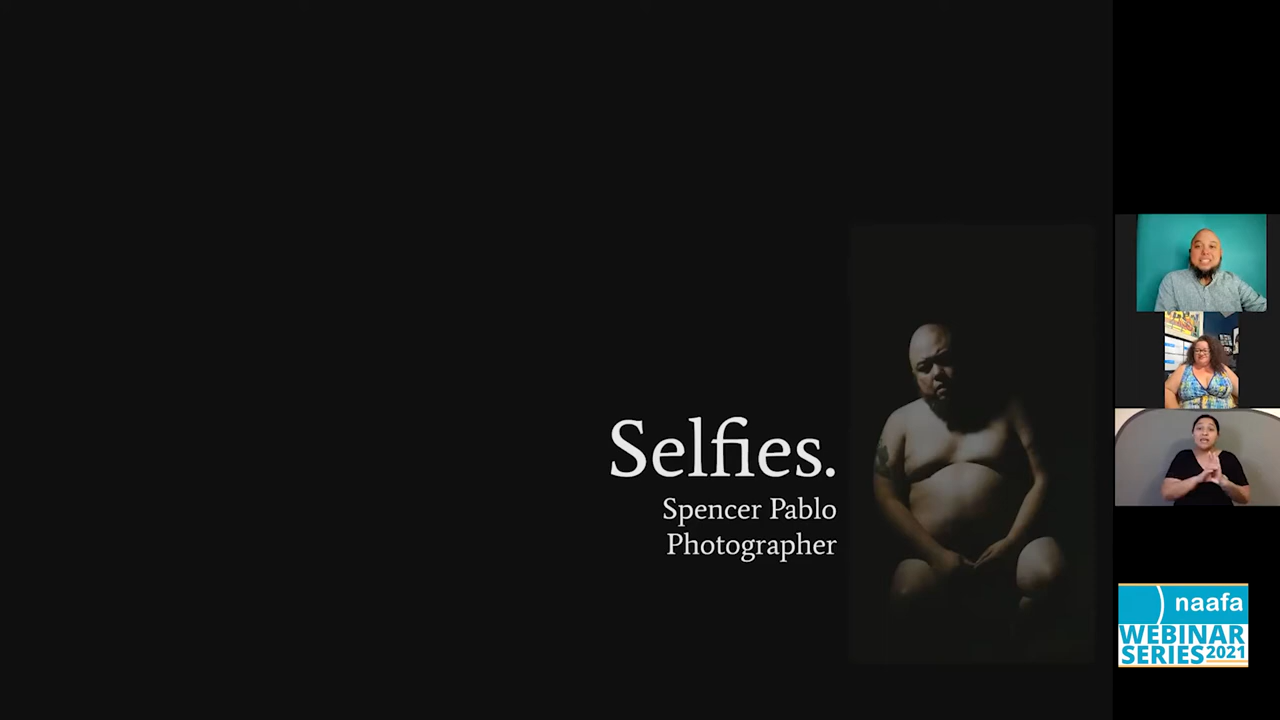 Selfies.
Spencer Pablo
Photographer
naafa
WEBINAR
SERIES 2021